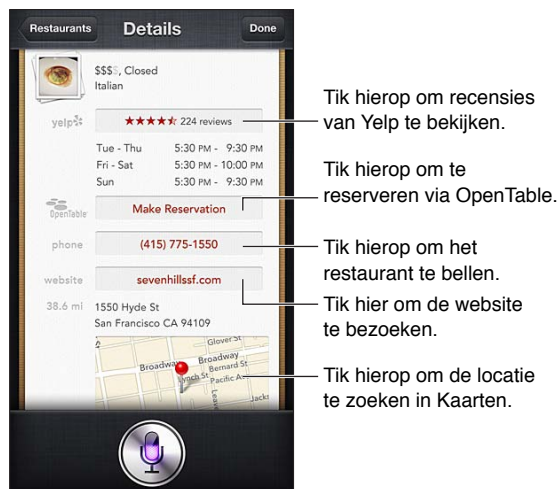 Restaurants
Details
Done
$$$$, Closed
Italian
yelp
224 reviews
Tik hierop om recensies
van Yelp te bekijken.
Tue - Thu 5:30 PM - 9:30 PM
Fri - Sat 5:30 PM - 10:00 PM
Sun 5:30 PM - 9:30 PM
OpenTable
Make Reservation
Tik hierop om te
reserveren via OpenTable.
phone
(415) 775-1550
Tik hierop om het
restaurant te bellen.
website
sevenhillssf.com
Tik hier om de website
te bezoeken.
38.6 mi
1550 Hyde St
San Francisco CA 94109
Glover St
Broadway
Broadway
Bernard St
Lynch St
Pacific Av
Leave
Jacks
Tik hierop om de locatie
te zoeken in Kaarten.